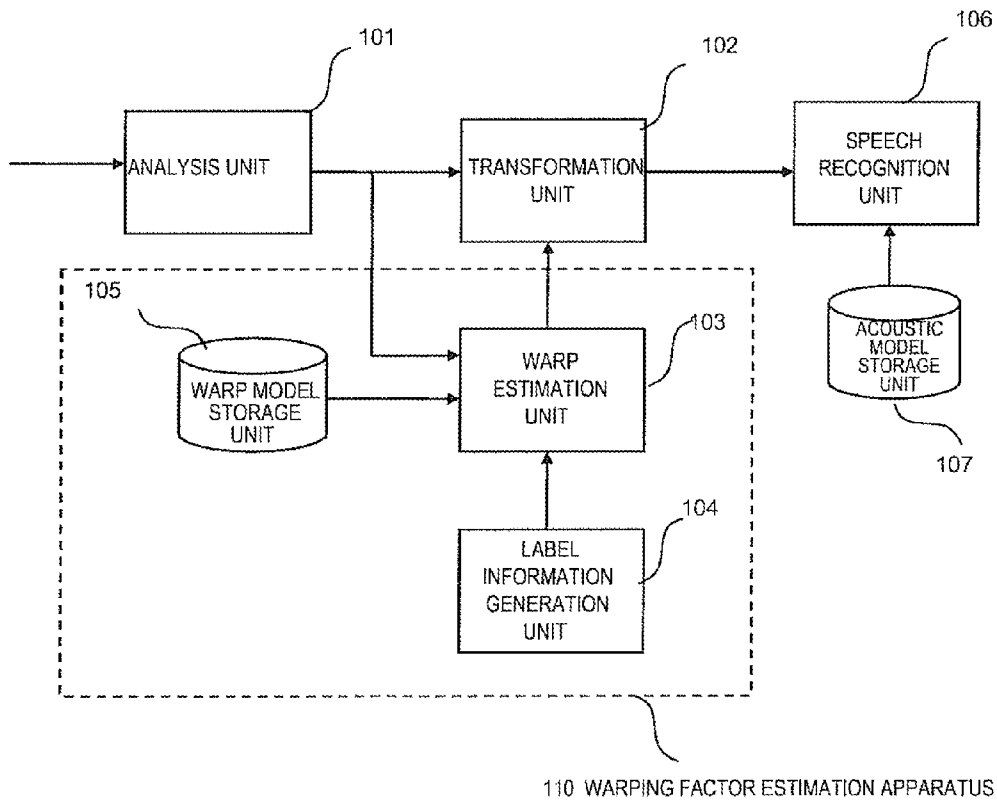 101
102
106
ANALYSIS UNIT
TRANSFORMATION
UNIT
SPEECH
RECOGNITION
UNIT
105
103
WARP MODEL
STORAGE
UNIT
WARP
ESTIMATION
UNIT
ACOUSTIC
MODEL
STORAGE
UNIT
107
104
LABEL
INFORMATION
GENERATION
UNIT
110 WARPING FACTOR ESTIMATION APPARATUS